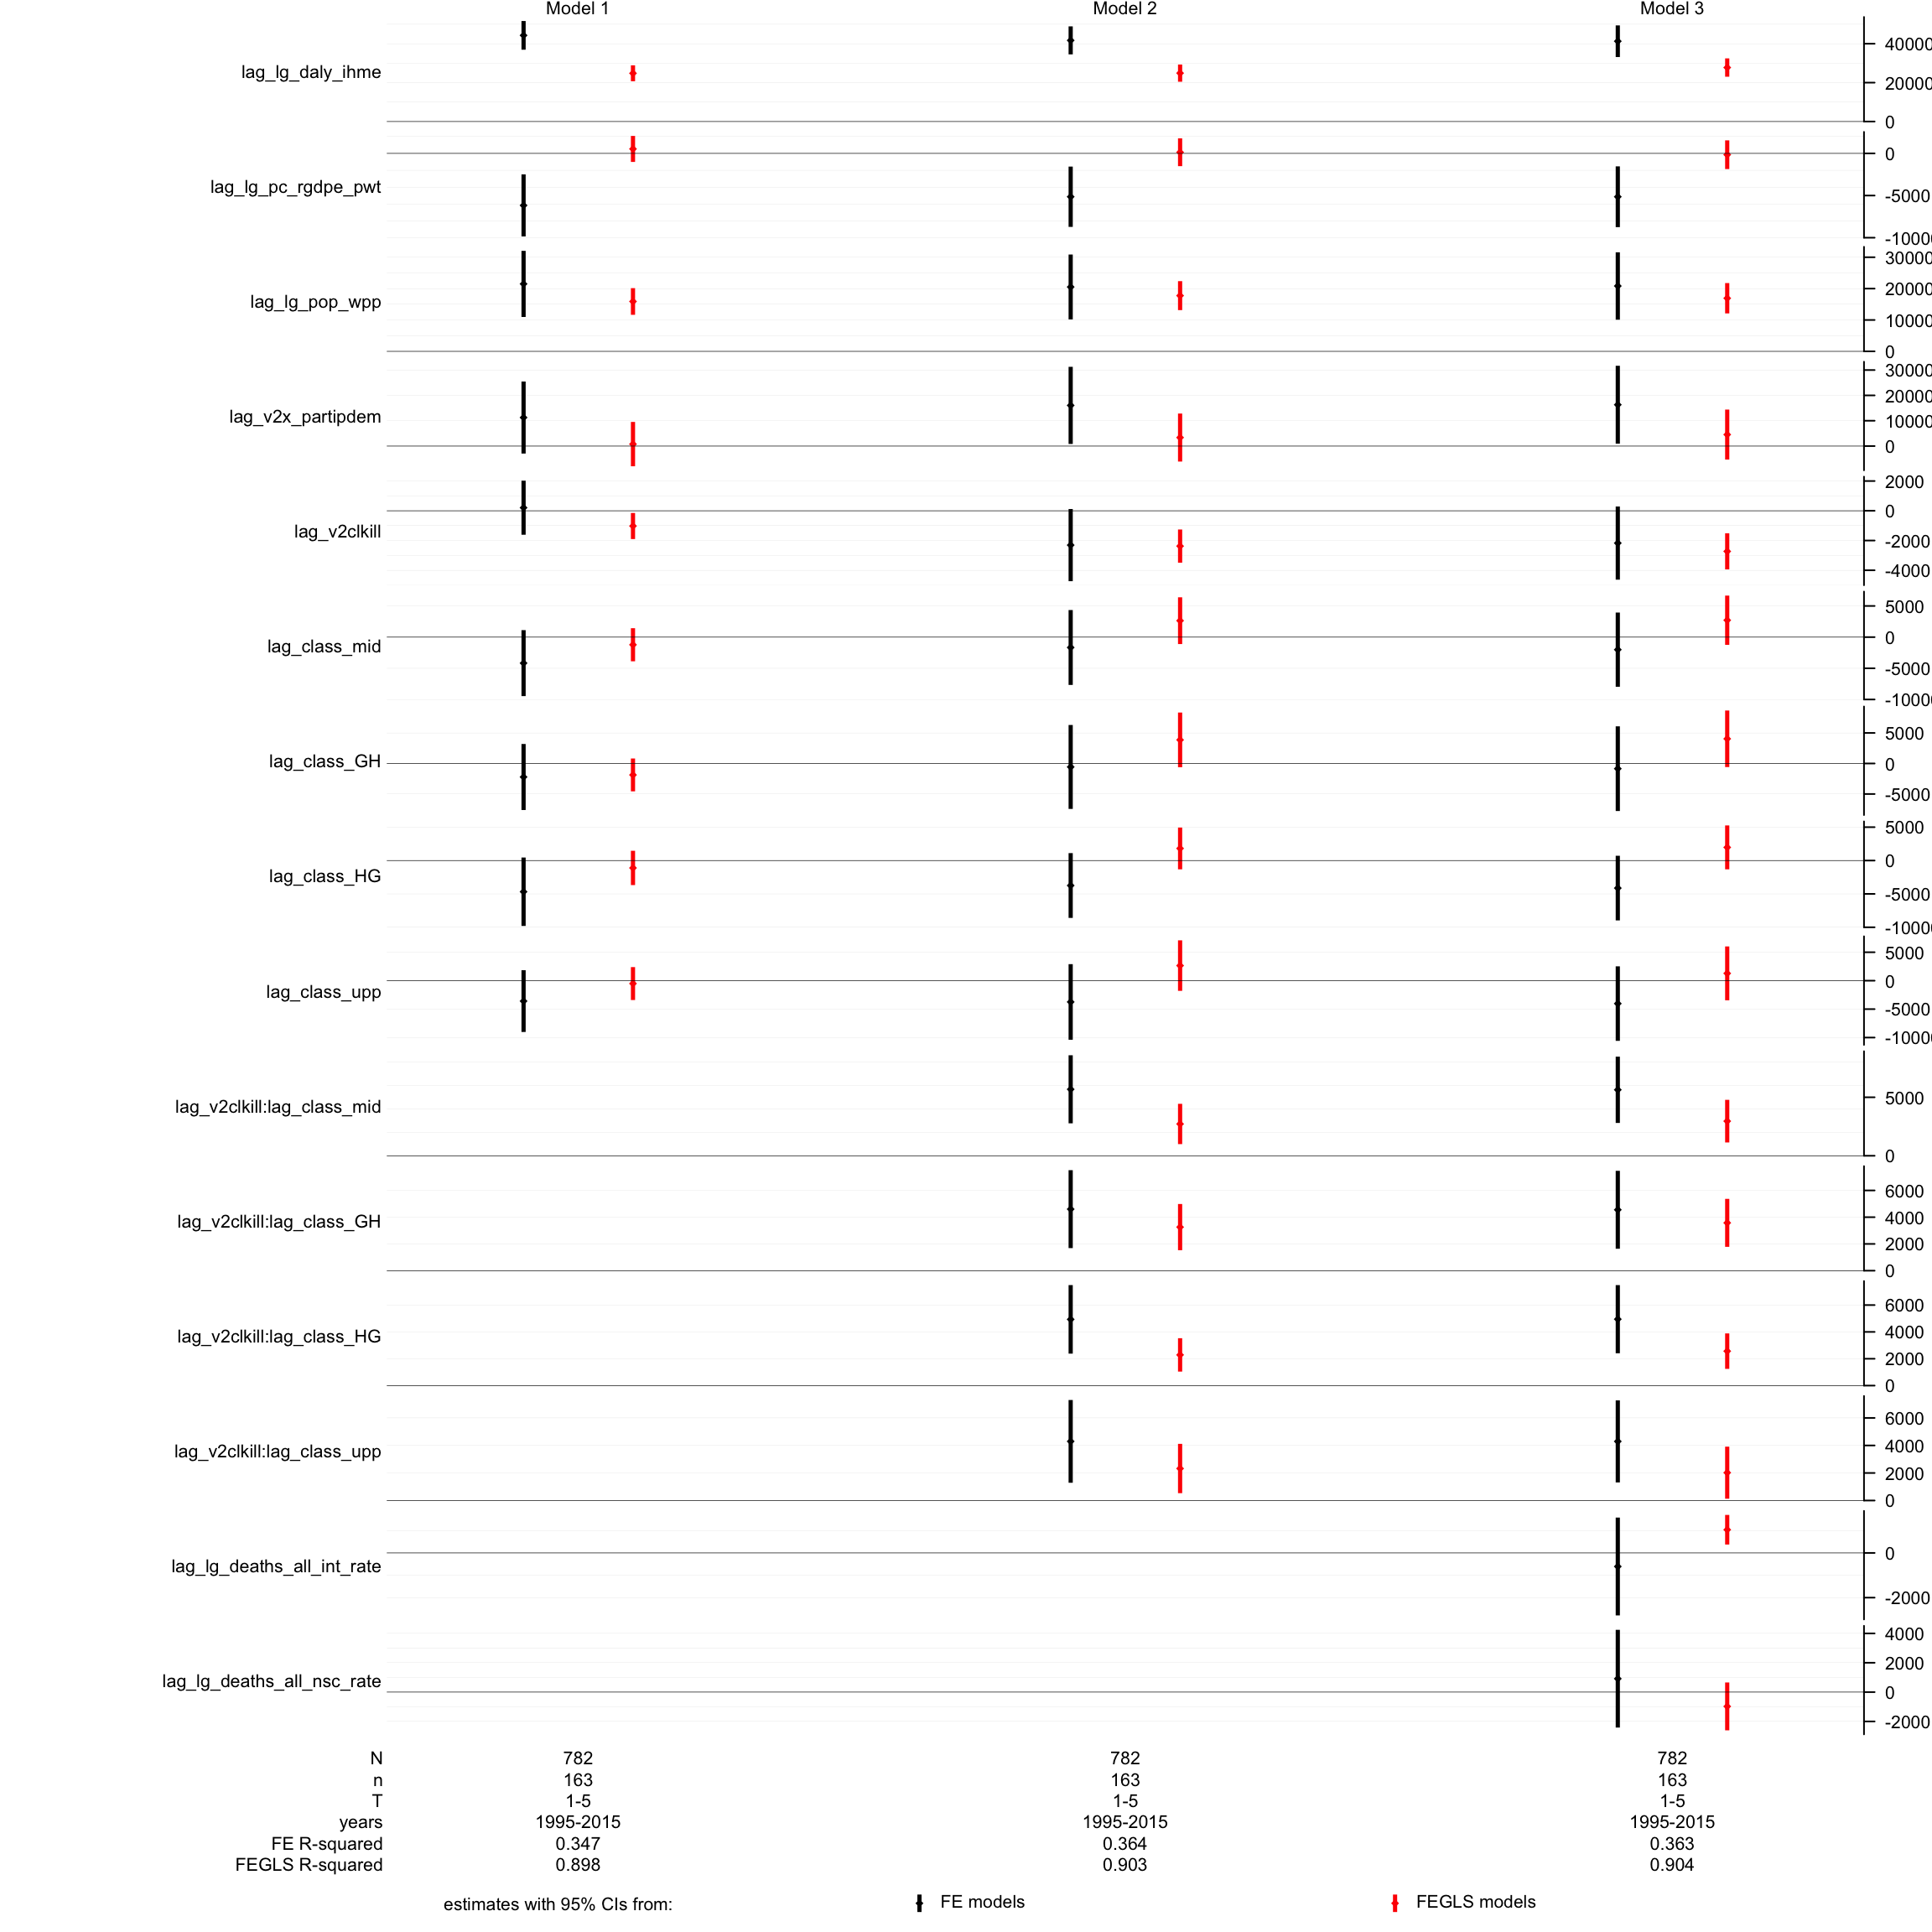 Model 1 Model 2 Model 3
lag_lg_daly_ihme
40000
20000
0
lag_lg_pc_rgdpe_pwt
0
-5000
-1000
lag_lg_pop_wpp
30000
20000
10000
0
lag_v2x_partipdem
30000
20000
10000
0
lag_v2clkill
2000
0
-2000
-4000
lag_class_mid
5000
0
-5000
-1000
lag_class_GH
5000
0
-5000
lag_class_HG
5000
0
-5000
-1000
lag_class_upp
5000
0
-5000
-1000
lag_v2clkill:lag_class_mid
5000
0
lag_v2clkill:lag_class_GH
6000
4000
2000
0
lag_v2clkill:lag_class_HG
6000
4000
2000
0
lag_v2clkill:lag_class_upp
6000
4000
2000
0
lag_lg_deaths_all_int_rate
0
-2000
lag_lg_deaths_all_nsc_rate
4000
2000
0
-2000
N 782 782 782
n 163 163 163
T 1-5 1-5 1-5
years 1995-2015 1995-2015 1995-2015
FE R-squared 0.347 0.364 0.363
FEGLS R-squared 0.898 0.903 0.904
estimates with 95% CIs from: FE models FEGLS models